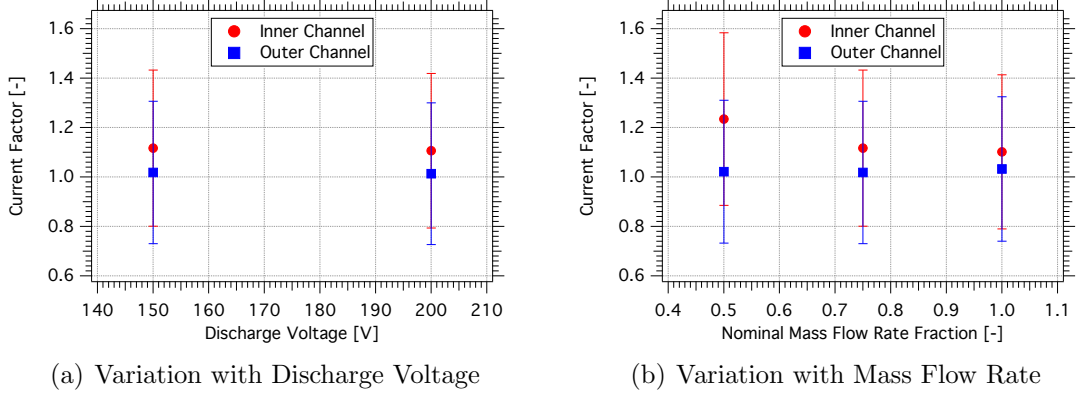 1.6
1.4
1.2
1.0
0.8
0.6
Current Factor [-]
Inner Channel
Outer Channel
140 150 160 170 180 190 200 210
Discharge Voltage [V]
(a) Variation with Discharge Voltage
1.6
1.4
1.2
1.0
0.8
0.6
Current Factor [-]
Inner Channel
Outer Channel
0.4 0.5 0.6 0.7 0.8 0.9 1.0 1.1
Nominal Mass Flow Rate Fraction [-]
(b) Variation with Mass Flow Rate